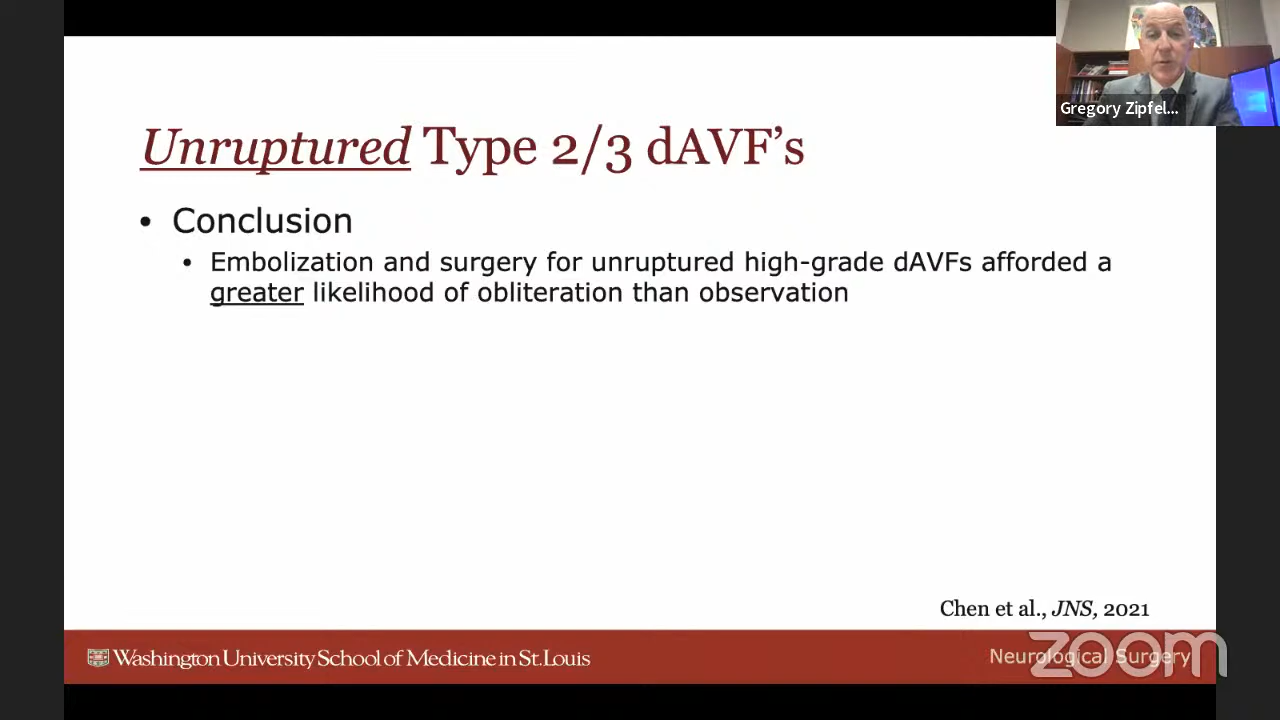 Gregory Zipfel...
Unruptured Type 2/3 dAVF's
• Conclusion
• Embolization and surgery for unruptured high-grade dAVFs afforded a
greater likelihood of obliteration than observation
Chen et al., JNS, 2021
Washington University School of Medicine in St. Louis
Neurological Surgery
zoom